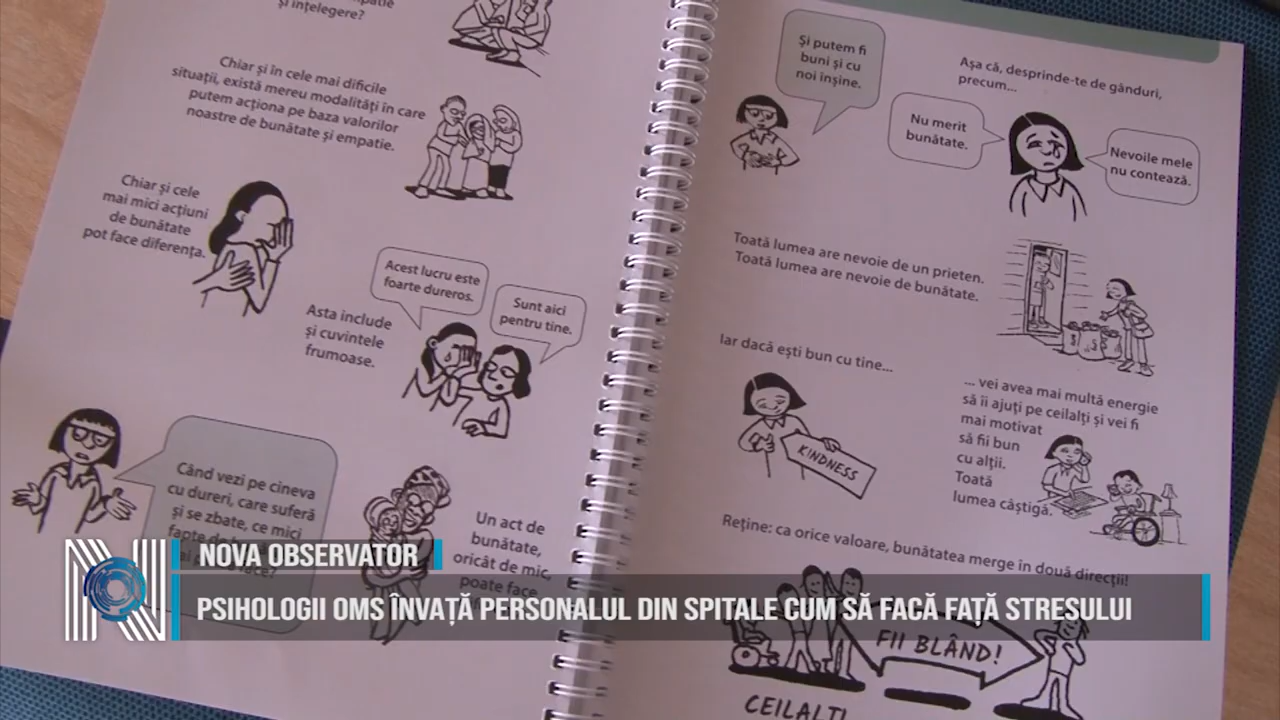 și înțelegere?
Chiar și în cele mai dificile
situații, există mereu modalități în care
putem acționa pe baza valorilor
noastre de bunătate și empatie.
Chiar și cele
mai mici acțiuni
de bunătate
pot face diferența.
Acest lucru este
foarte dureros.
Sunt aici
pentru tine.
Asta include
și cuvintele
frumoase.
Când vezi pe cineva
cu dureri, care suferă
și se zbate, ce mici
fapte de
face?
Un act de
bunătate,
oricât de mic,
poate face
Și putem fi
buni și cu
noi înșine.
Așa că, desprinde-te de gânduri,
precum...
Nu merit
bunătate.
Nevoile mele
nu contează.
Toată lumea are nevoie de un prieten.
Toată lumea are nevoie de bunătate.
Iar dacă ești bun cu tine...
KINDNESS
... vei avea mai multă energie
să îi ajuți pe ceilalți și vei fi
mai motivat
să fii bun
cu alții.
Toată
lumea câștigă.
Reține: ca orice valoare, bunătatea merge în două direcții!
FII BLÂND!
CEILALȚI
N
NOVA OBSERVATOR
PSIHOLOGII OMS ÎNVAȚĂ PERSONALUL DIN SPITALE CUM SĂ FACĂ FAȚĂ STRESULUI